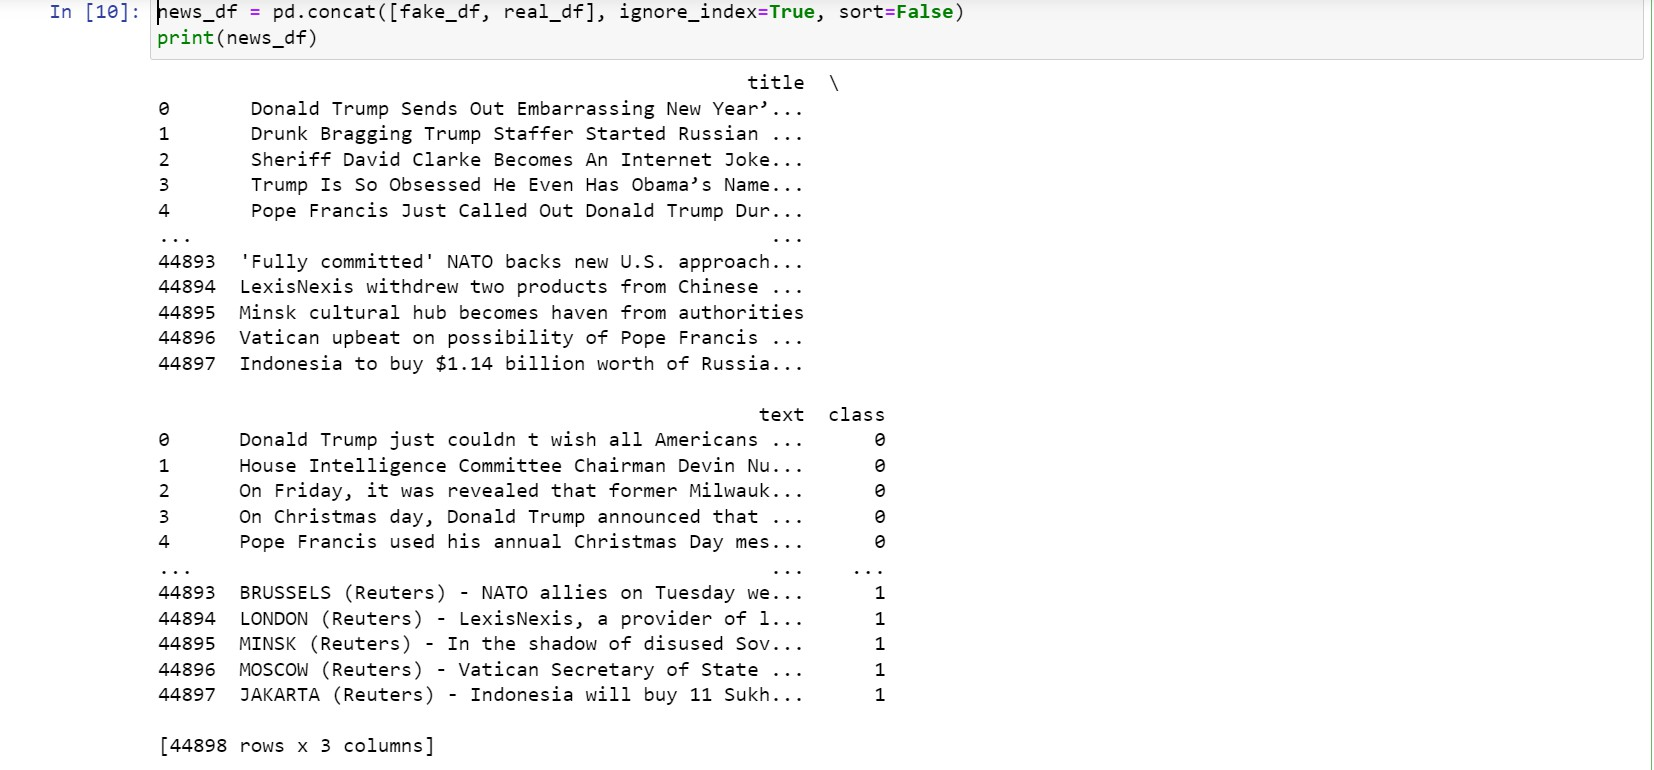 In [10]: news_df = pd.concat([fake_df, real_df], ignore_index=True, sort=False)
print(news_df)
title \
0 Donald Trump Sends Out Embarrassing New Year’...
1 Drunk Bragging Trump Staffer Started Russian ...
2 Sheriff David Clarke Becomes An Internet Joke...
3 Trump Is So Obsessed He Even Has Obama’s Name...
4 Pope Francis Just Called Out Donald Trump Dur...
... ...
44893 'Fully committed' NATO backs new U.S. approach...
44894 LexisNexis withdrew two products from Chinese ...
44895 Minsk cultural hub becomes haven from authorities
44896 Vatican upbeat on possibility of Pope Francis ...
44897 Indonesia to buy $1.14 billion worth of Russia...
text class
0 Donald Trump just couldn t wish all Americans ... 0
1 House Intelligence Committee Chairman Devin Nu... 0
2 On Friday, it was revealed that former Milwauk... 0
3 On Christmas day, Donald Trump announced that ... 0
4 Pope Francis used his annual Christmas Day mes... 0
... ... ...
44893 BRUSSELS (Reuters) - NATO allies on Tuesday we... 1
44894 LONDON (Reuters) - LexisNexis, a provider of l... 1
44895 MINSK (Reuters) - In the shadow of disused Sov... 1
44896 MOSCOW (Reuters) - Vatican Secretary of State ... 1
44897 JAKARTA (Reuters) - Indonesia will buy 11 Sukh... 1
[44898 rows x 3 columns]